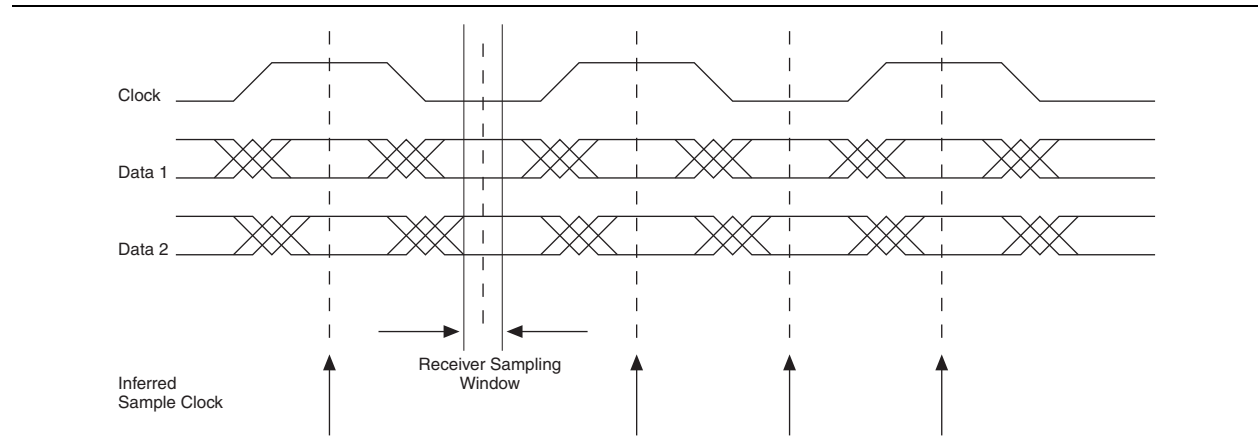 Clock
Data 1
Data 2
Receiver Sampling
Window
Inferred
Sample Clock